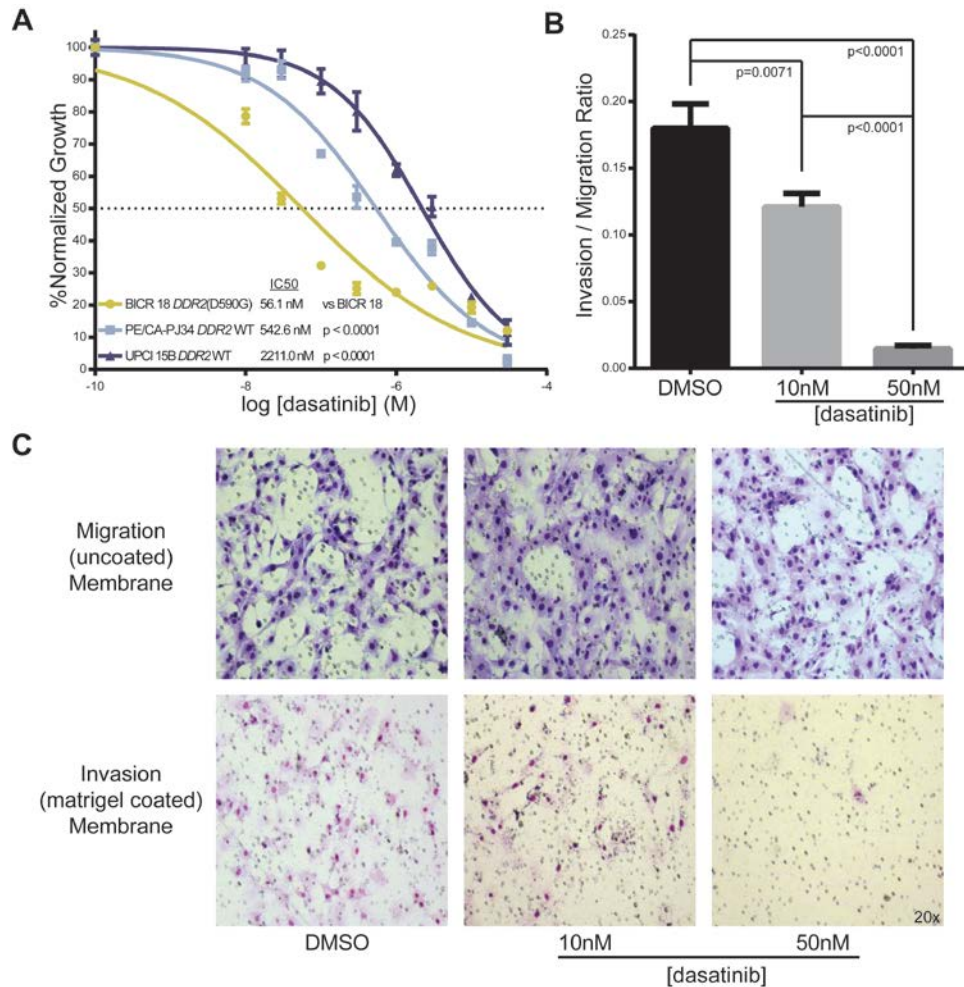 A
%Normalized Growth
100
90
80
70
60
50
40
30
20
10
0
IC50
BICR 18 DDR2(D590G) 56.1 nM vs BICR 18
PE/CA-PJ34 DDR2 WT 542.6 nM p < 0.0001
UPCI 15B DDR2 WT 2211.0 nM p < 0.0001
-10 -8 -6 -4
log [dasatinib] (M)
B
Invasion / Migration Ratio
0.25
0.20
0.15
0.10
0.05
0.00
p<0.0001
p=0.0071
p<0.0001
DMSO 10nM 50nM
[dasatinib]
C
Migration
(uncoated)
Membrane
Invasion
(matrigel coated)
Membrane
20x
DMSO 10nM 50nM
[dasatinib]